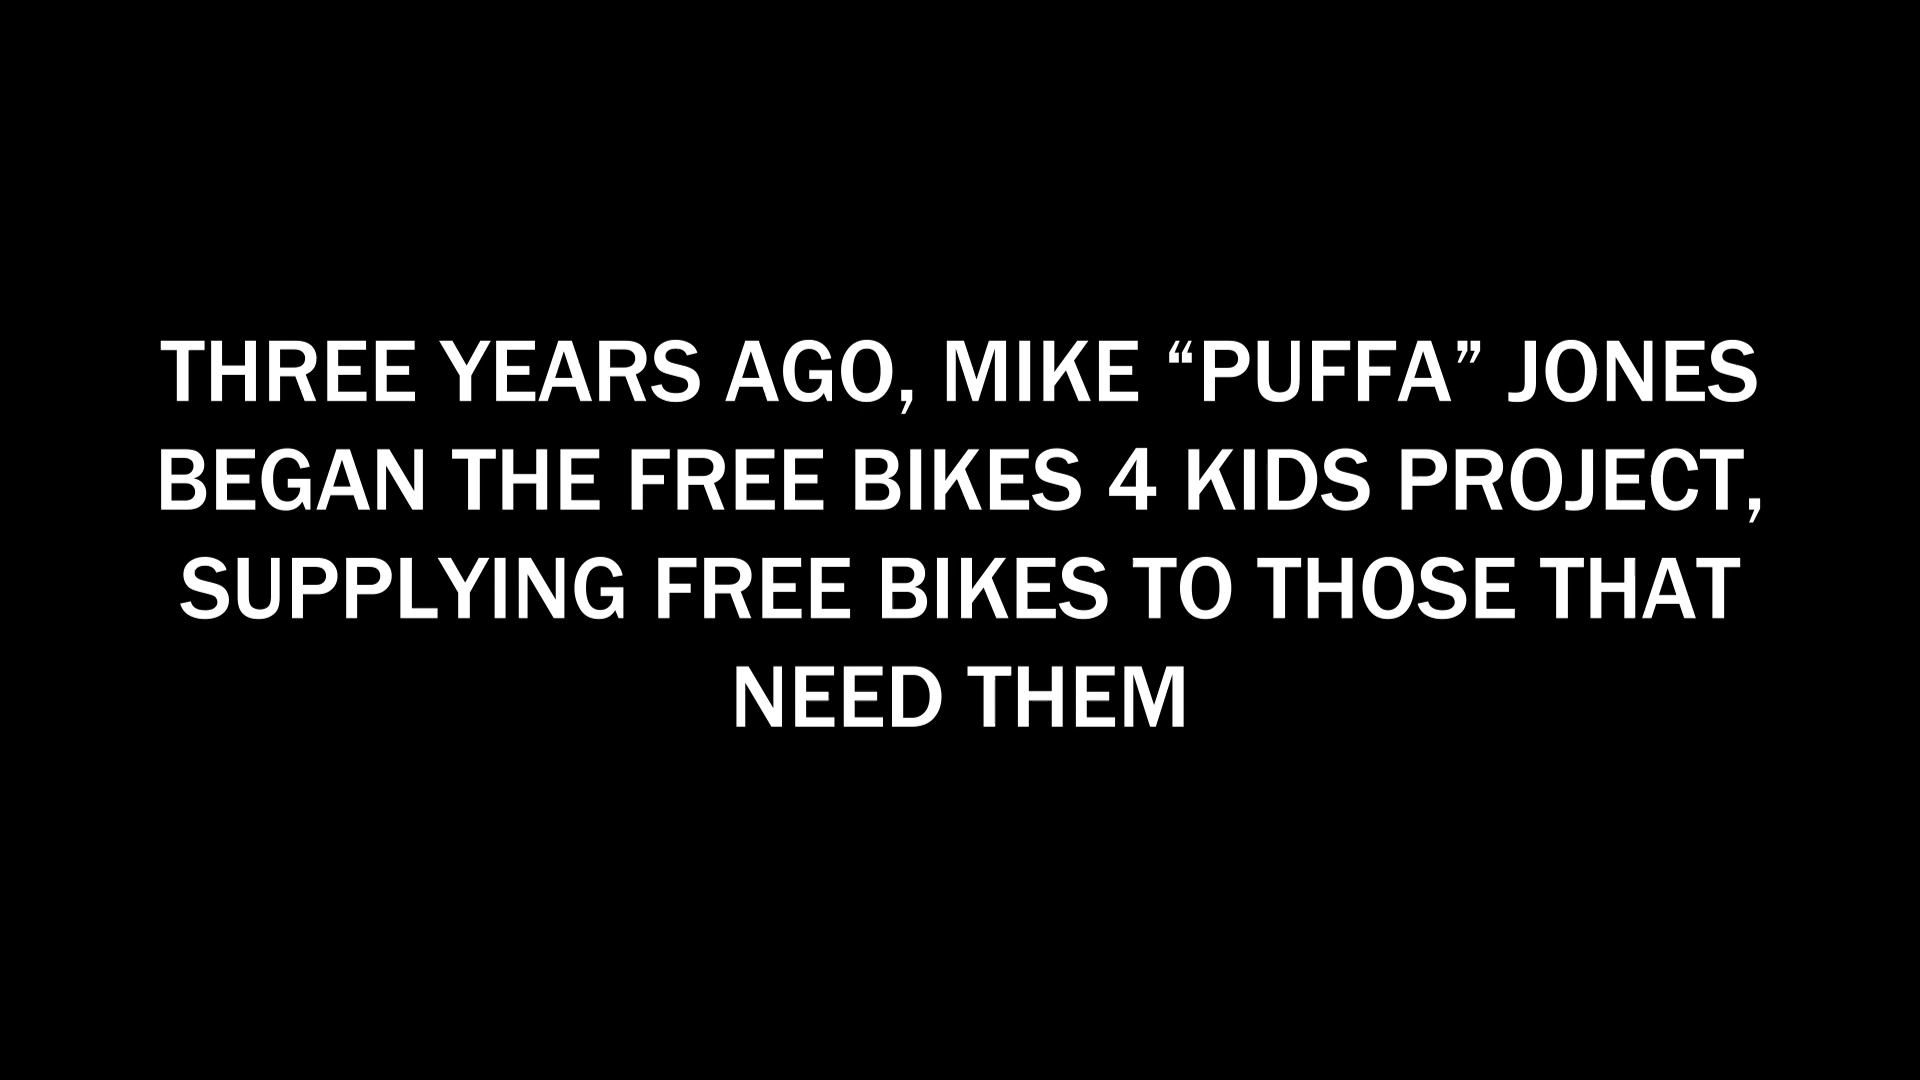 THREE YEARS AGO, MIKE “PUFFA” JONES
BEGAN THE FREE BIKES 4 KIDS PROJECT,
SUPPLYING FREE BIKES TO THOSE THAT
NEED THEM